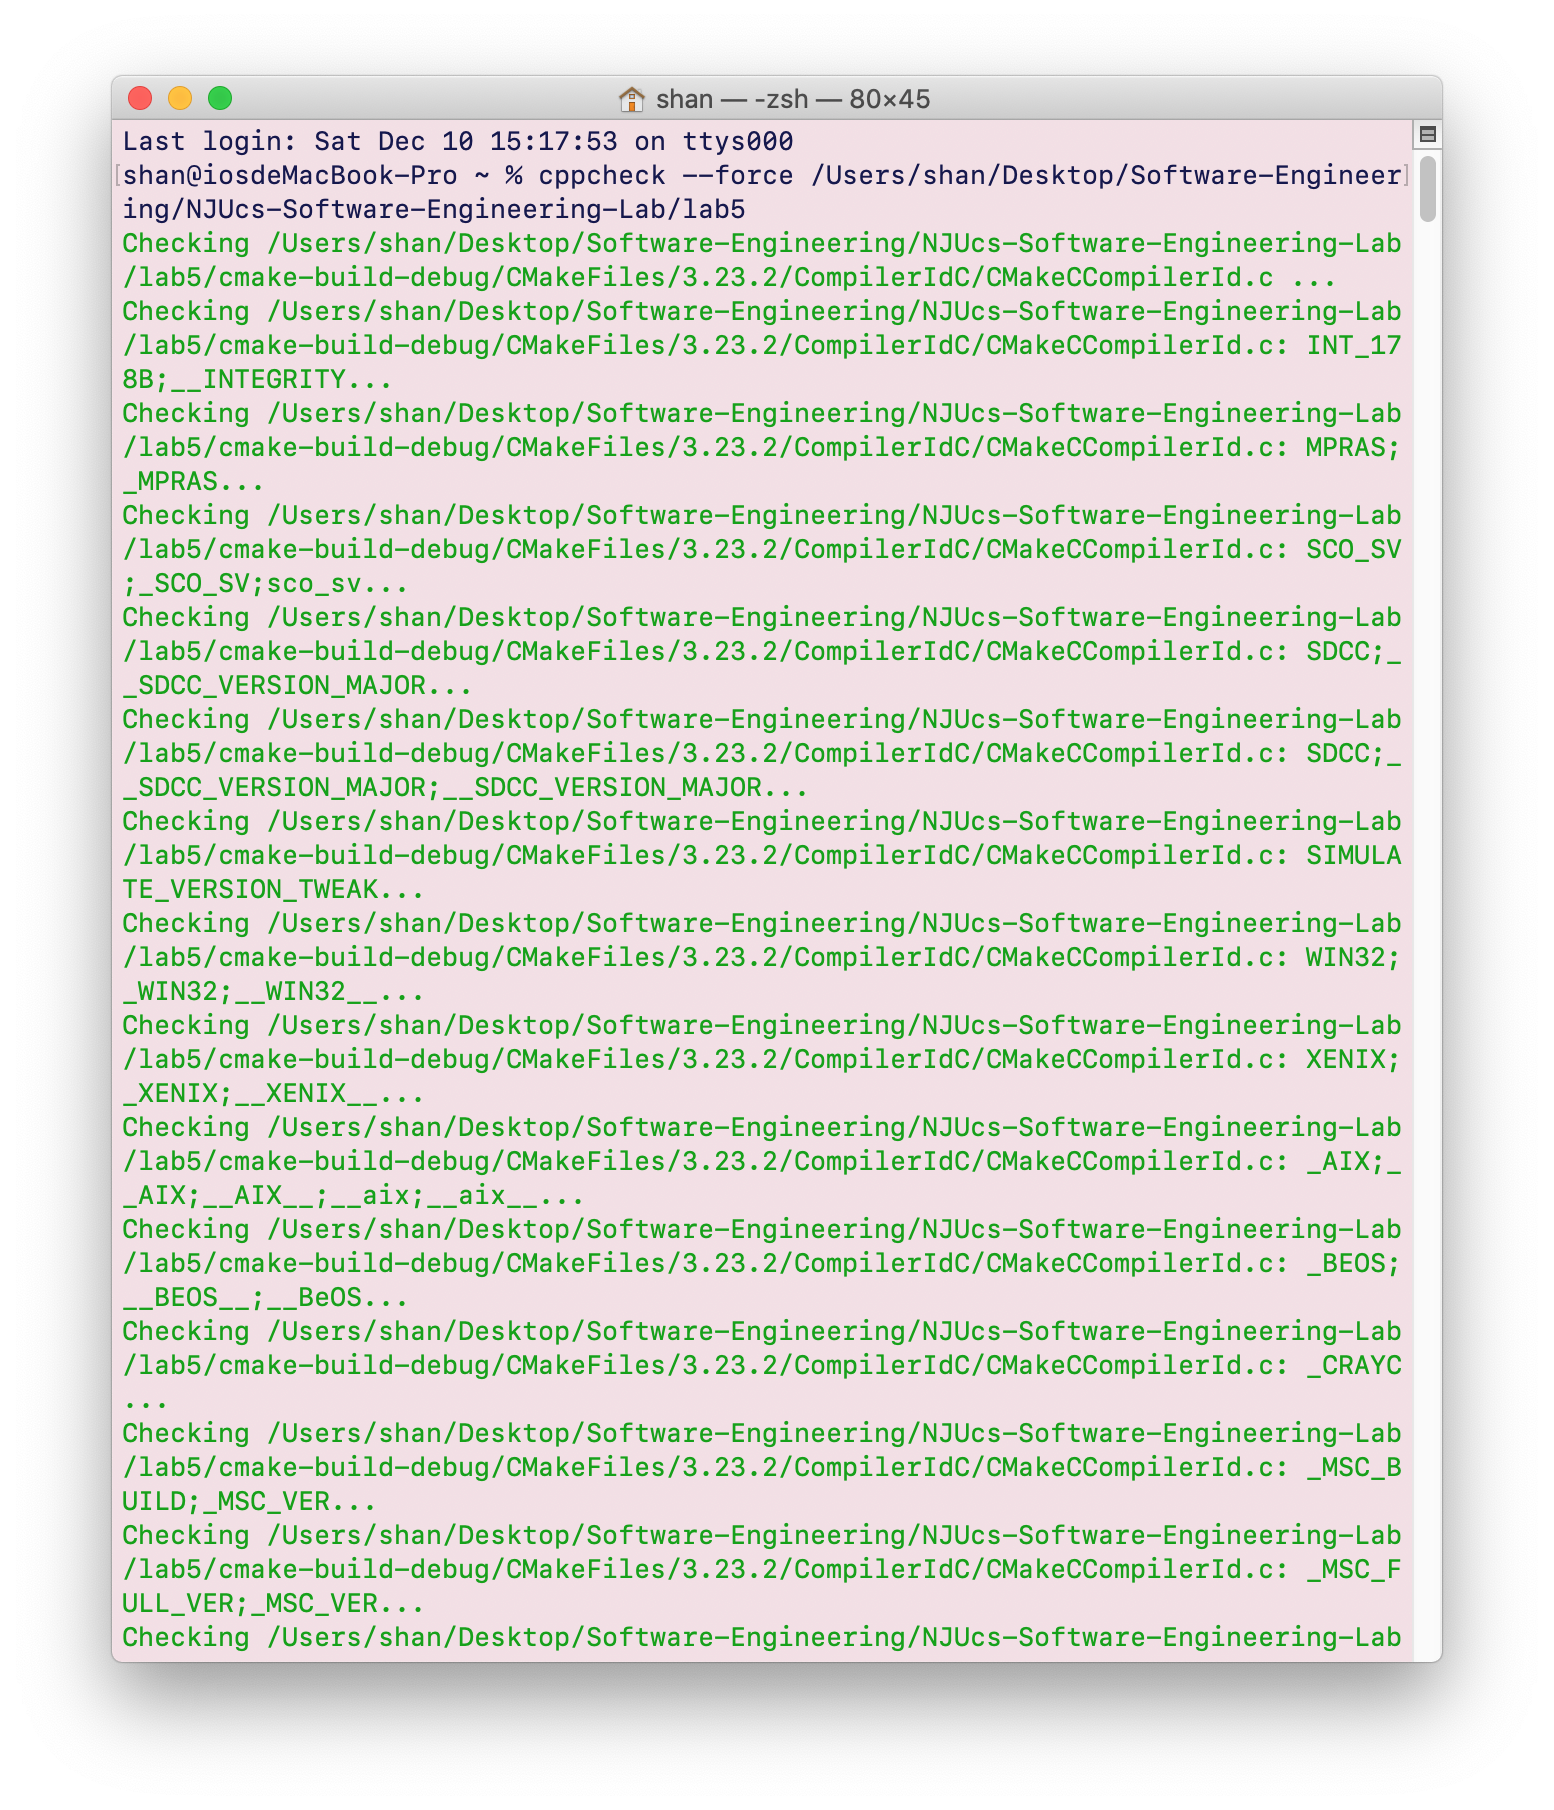 shan — -zsh — 80×45
Last login: Sat Dec 10 15:17:53 on ttys000
[shan@iosdeMacBook-Pro ~ % cppcheck --force /Users/shan/Desktop/Software-Engineer]
ing/NJUcs-Software-Engineering-Lab/lab5
Checking /Users/shan/Desktop/Software-Engineering/NJUcs-Software-Engineering-Lab
/lab5/cmake-build-debug/CMakeFiles/3.23.2/CompilerIdC/CMakeCCompilerId.c ...
Checking /Users/shan/Desktop/Software-Engineering/NJUcs-Software-Engineering-Lab
/lab5/cmake-build-debug/CMakeFiles/3.23.2/CompilerIdC/CMakeCCompilerId.c: INT_17
8B;__INTEGRITY...
Checking /Users/shan/Desktop/Software-Engineering/NJUcs-Software-Engineering-Lab
/lab5/cmake-build-debug/CMakeFiles/3.23.2/CompilerIdC/CMakeCCompilerId.c: MPRAS;
_MPRAS...
Checking /Users/shan/Desktop/Software-Engineering/NJUcs-Software-Engineering-Lab
/lab5/cmake-build-debug/CMakeFiles/3.23.2/CompilerIdC/CMakeCCompilerId.c: SCO_SV
;_SCO_SV;sco_sv...
Checking /Users/shan/Desktop/Software-Engineering/NJUcs-Software-Engineering-Lab
/lab5/cmake-build-debug/CMakeFiles/3.23.2/CompilerIdC/CMakeCCompilerId.c: SDCC;_
_SDCC_VERSION_MAJOR...
Checking /Users/shan/Desktop/Software-Engineering/NJUcs-Software-Engineering-Lab
/lab5/cmake-build-debug/CMakeFiles/3.23.2/CompilerIdC/CMakeCCompilerId.c: SDCC;_
_SDCC_VERSION_MAJOR;__SDCC_VERSION_MAJOR...
Checking /Users/shan/Desktop/Software-Engineering/NJUcs-Software-Engineering-Lab
/lab5/cmake-build-debug/CMakeFiles/3.23.2/CompilerIdC/CMakeCCompilerId.c: SIMULA
TE_VERSION_TWEAK...
Checking /Users/shan/Desktop/Software-Engineering/NJUcs-Software-Engineering-Lab
/lab5/cmake-build-debug/CMakeFiles/3.23.2/CompilerIdC/CMakeCCompilerId.c: WIN32;
_WIN32;__WIN32__...
Checking /Users/shan/Desktop/Software-Engineering/NJUcs-Software-Engineering-Lab
/lab5/cmake-build-debug/CMakeFiles/3.23.2/CompilerIdC/CMakeCCompilerId.c: XENIX;
_XENIX;__XENIX__...
Checking /Users/shan/Desktop/Software-Engineering/NJUcs-Software-Engineering-Lab
/lab5/cmake-build-debug/CMakeFiles/3.23.2/CompilerIdC/CMakeCCompilerId.c: _AIX;_
_AIX;__AIX__;__aix;__aix__...
Checking /Users/shan/Desktop/Software-Engineering/NJUcs-Software-Engineering-Lab
/lab5/cmake-build-debug/CMakeFiles/3.23.2/CompilerIdC/CMakeCCompilerId.c: _BEOS;
__BEOS__;__BeOS...
Checking /Users/shan/Desktop/Software-Engineering/NJUcs-Software-Engineering-Lab
/lab5/cmake-build-debug/CMakeFiles/3.23.2/CompilerIdC/CMakeCCompilerId.c: _CRAYC
...
Checking /Users/shan/Desktop/Software-Engineering/NJUcs-Software-Engineering-Lab
/lab5/cmake-build-debug/CMakeFiles/3.23.2/CompilerIdC/CMakeCCompilerId.c: _MSC_B
UILD;_MSC_VER...
Checking /Users/shan/Desktop/Software-Engineering/NJUcs-Software-Engineering-Lab
/lab5/cmake-build-debug/CMakeFiles/3.23.2/CompilerIdC/CMakeCCompilerId.c: _MSC_F
ULL_VER;_MSC_VER...
Checking /Users/shan/Desktop/Software-Engineering/NJUcs-Software-Engineering-Lab